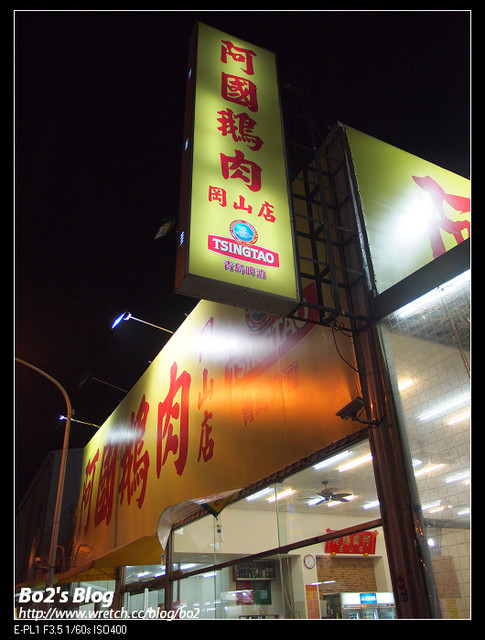 阿國鵝肉
岡山店
TSINGTAO
青島啤酒
阿國鵝肉
岡山店
TSINGTAO
Bo2's Blog
http://www.wretch.cc/blog/bo2
E-PL1 F3.5 1/60s ISO400